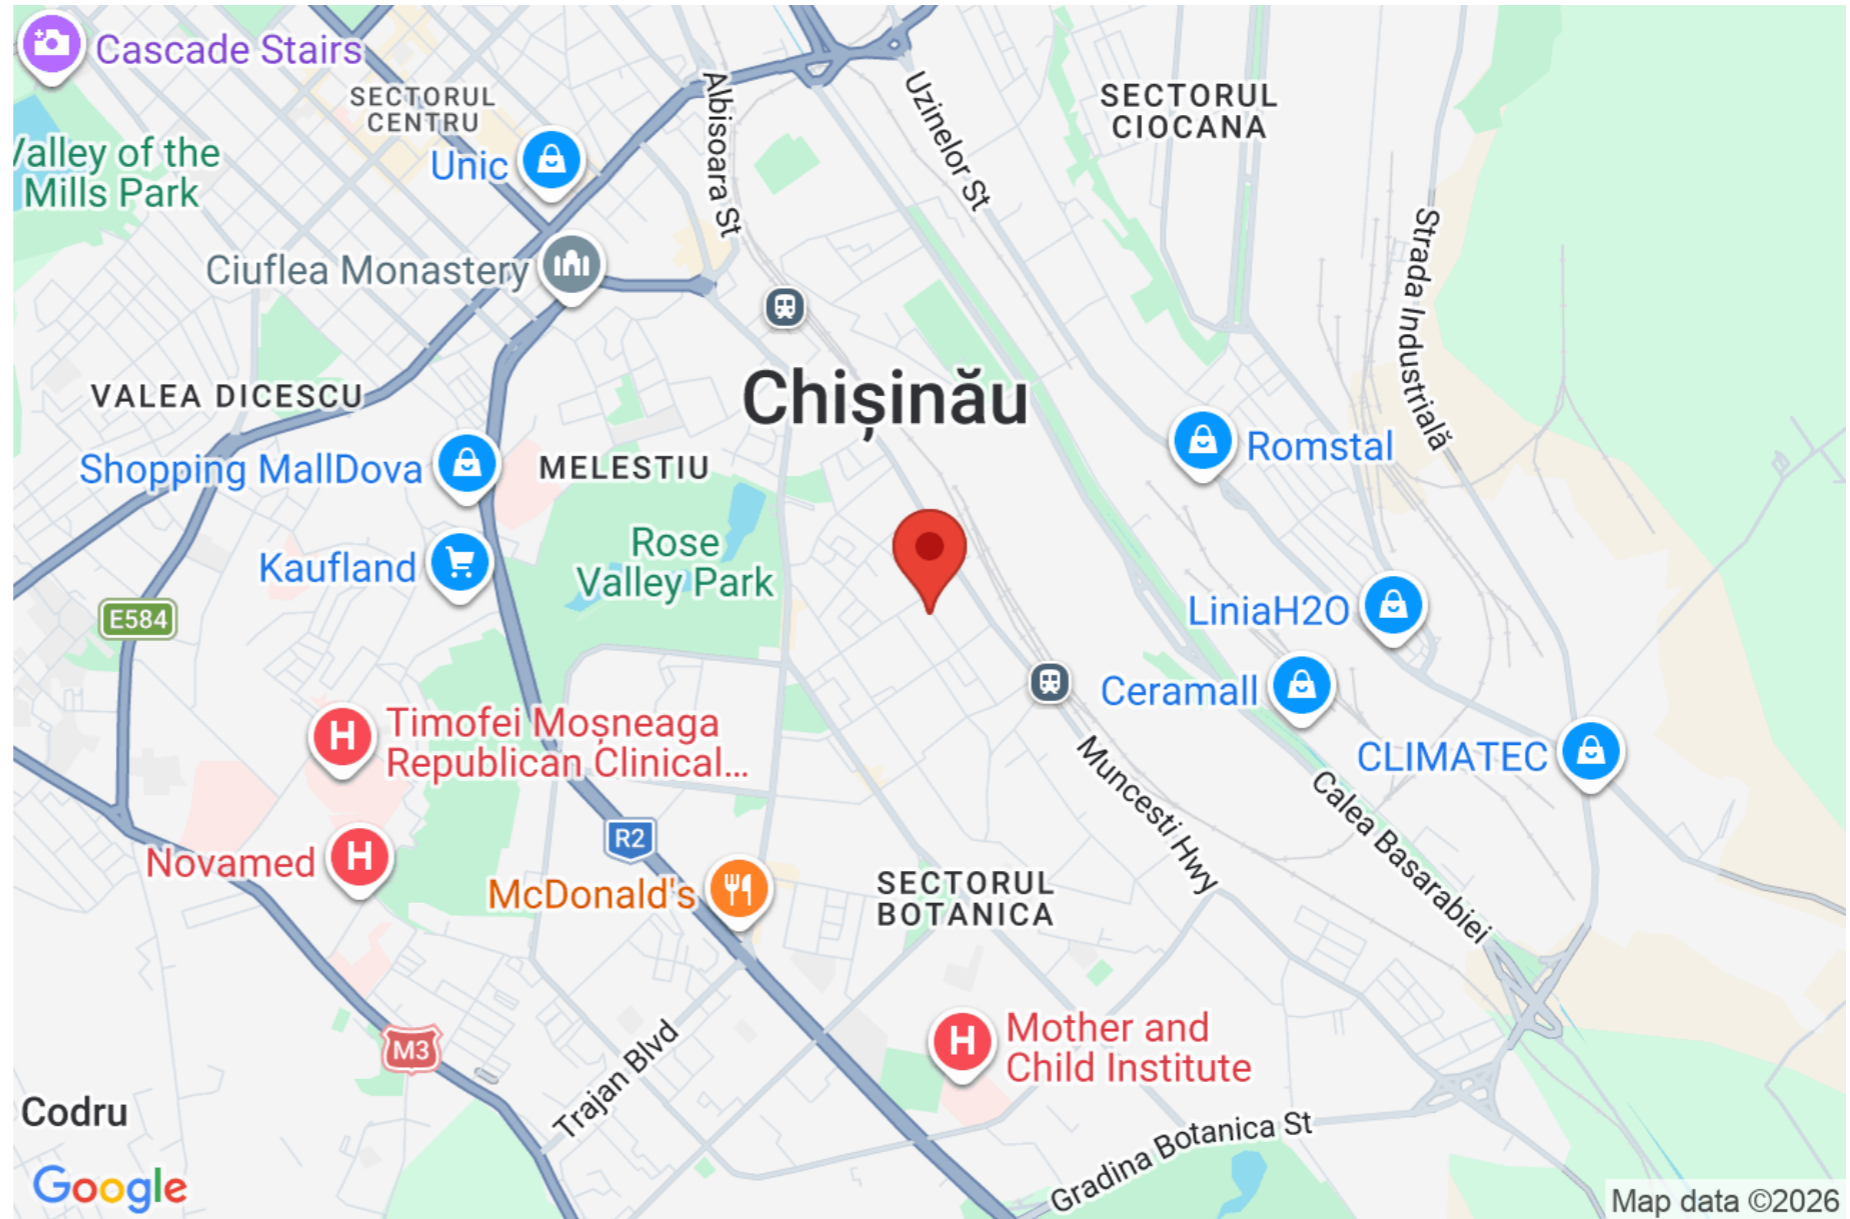 Cascade Stairs
SECTORUL
CENTRU
Albisoara St
Uzinelor St
SECTORUL
CIOCANA
Valley of the
Mills Park
Unic
Ciuflea Monastery
Strada Industrială
VALEA DICESCU
Chișinău
Shopping MallDova
MELESTIU
Romstal
Kaufland
Rose
Valley Park
E584
LiniaH2O
Ceramall
Timofei Moșneaga
Republican Clinical...
CLIMATEC
Muncesti Hwy
Calea Basarabiei
R2
Novamed
McDonald's
SECTORUL
BOTANICA
M3
Mother and
Child Institute
Trajan Blvd
Codru
Gradina Botanica St
Google
Map data ©2026